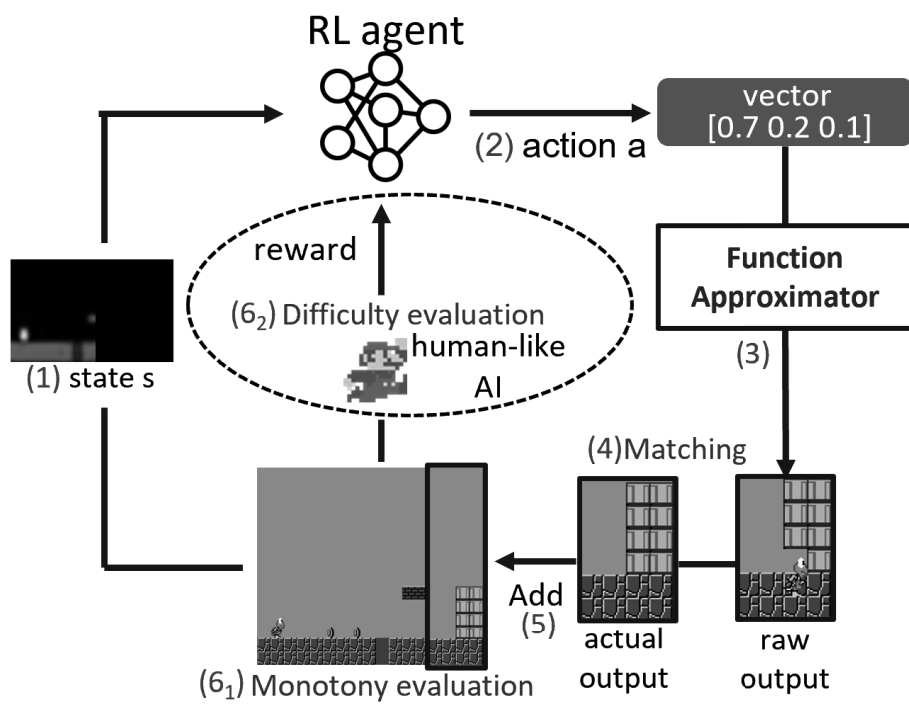 RL agent
(2) action a
vector
[0.7 0.2 0.1]
Function
Approximator
(3)
reward
(6₂) Difficulty evaluation
human-like
AI
(1) state s
(4)Matching
Add
(5)
actual
output
raw
output
(6₁) Monotony evaluation